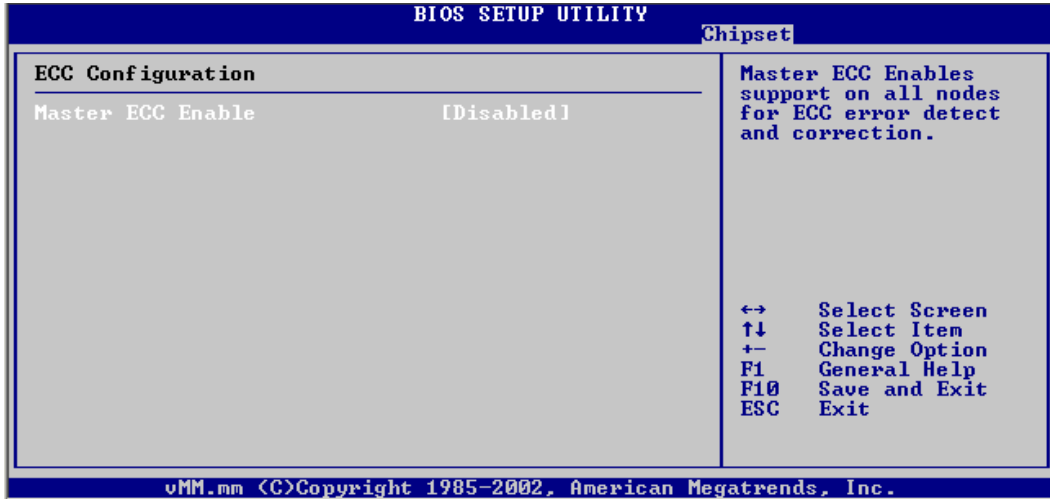 BIOS SETUP UTILITY
Chipset
ECC Configuration
Master ECC Enable [Disabled]
Master ECC Enables
support on all nodes
for ECC error detect
and correction.
↔ Select Screen
↑↓ Select Item
+- Change Option
F1 General Help
F10 Save and Exit
ESC Exit
vMM.mm (C)Copyright 1985-2002, American Megatrends, Inc.